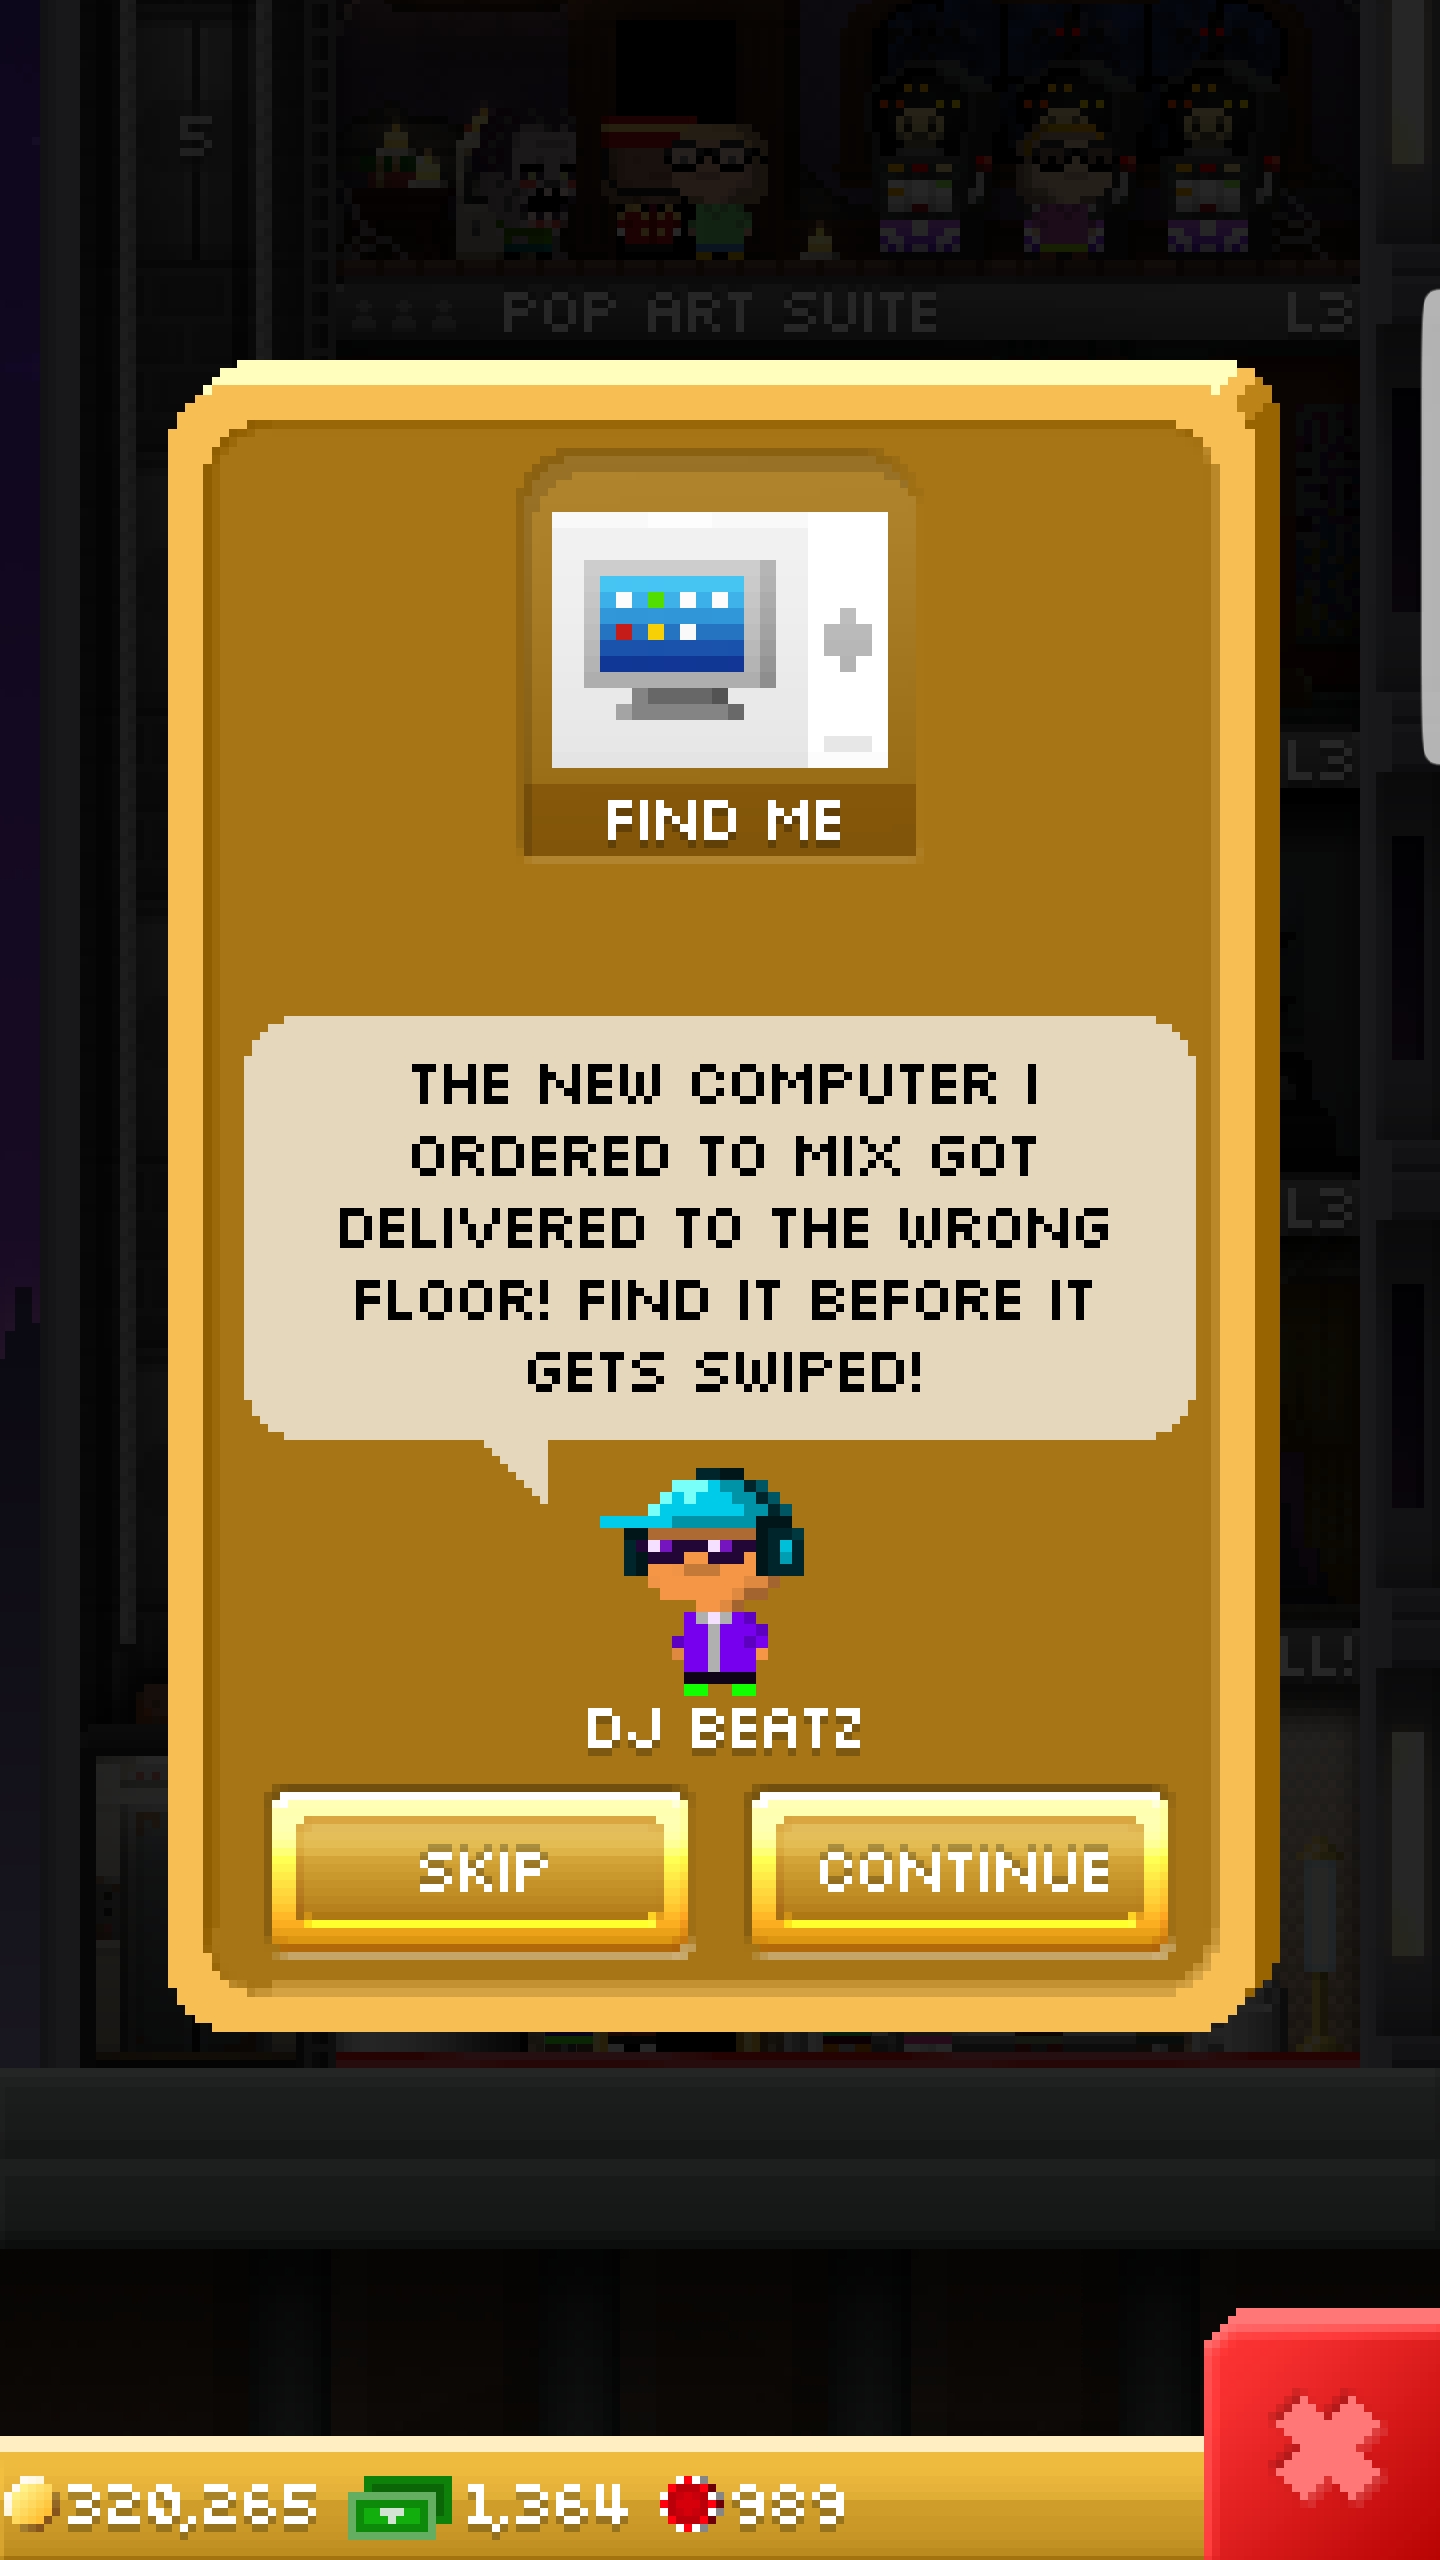 5
POP ART SUITE L3
FIND ME
L3
THE NEW COMPUTER I
ORDERED TO MIX GOT
DELIVERED TO THE WRONG
FLOOR! FIND IT BEFORE IT
GETS SWIPED!
L3
LL!
DJ BEATZ
SKIP CONTINUE
320,265 1,364 989